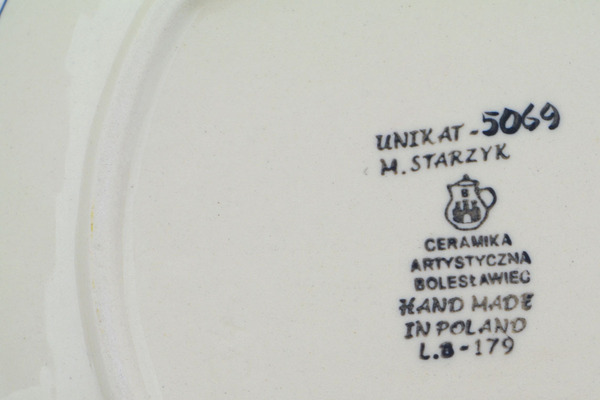 UNIKAT-5069
M. STARZYK
B
CERAMIKA
ARTYSTYCZNA
BOLESŁAWIEC
HAND MADE
IN POLAND
L.B-179